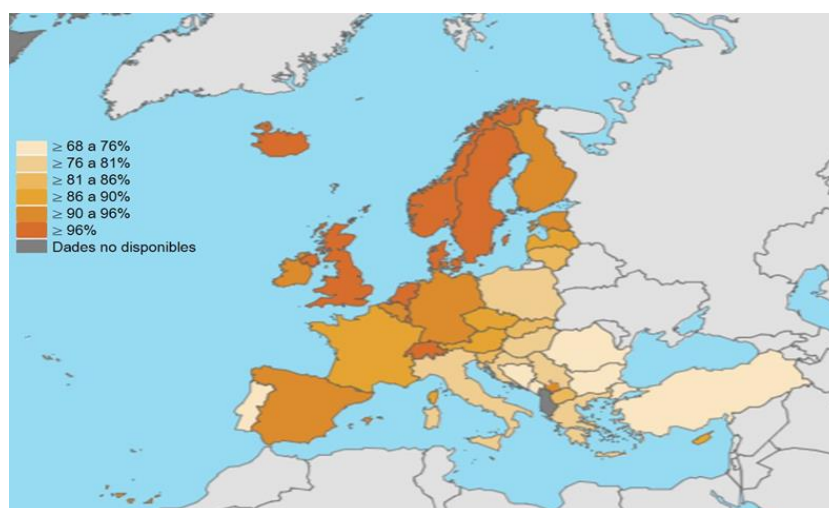 ≥ 68 a 76%
≥ 76 a 81%
≥ 81 a 86%
≥ 86 a 90%
≥ 90 a 96%
≥ 96%
Dades no disponibles